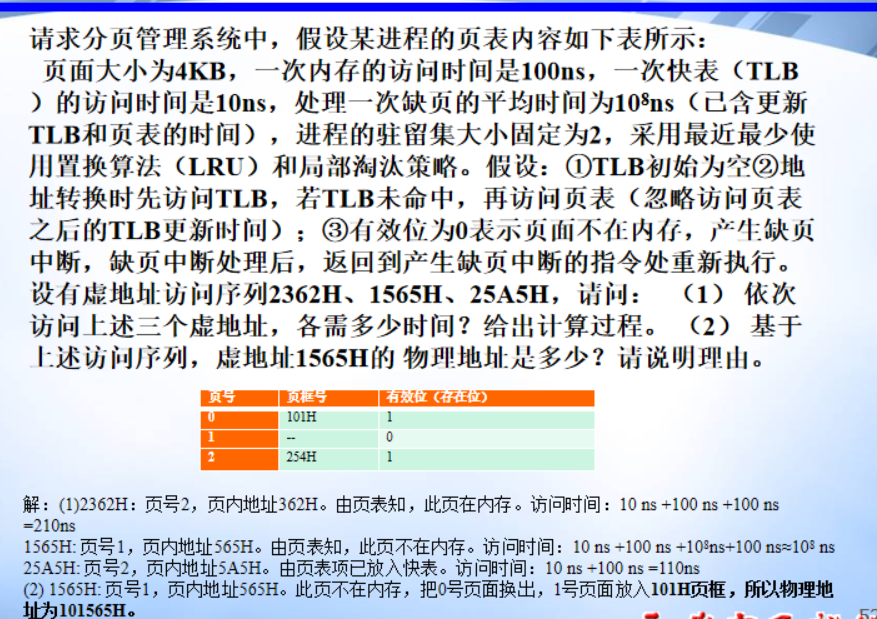 请求分页管理系统中，假设某进程的页表内容如下表所示：
页面大小为4KB，一次内存的访问时间是100ns，一次快表（TLB
）的访问时间是10ns，处理一次缺页的平均时间为10⁸ns（已含更新
TLB和页表的时间），进程的驻留集大小固定为2，采用最近最少使
用置换算法（LRU）和局部淘汰策略。假设：①TLB初始为空②地
址转换时先访问TLB，若TLB未命中，再访问页表（忽略访问页表
之后的TLB更新时间）；③有效位为0表示页面不在内存，产生缺页
中断，缺页中断处理后，返回到产生缺页中断的指令处重新执行。
设有虚地址访问序列2362H、1565H、25A5H，请问： （1） 依次
访问上述三个虚地址，各需多少时间？给出计算过程。 （2） 基于
上述访问序列，虚地址1565H的 物理地址是多少？请说明理由。
页号 页框号 有效位（存在位）
0 101H 1
1 -- 0
2 254H 1
解：(1)2362H：页号2，页内地址362H。由页表知，此页在内存。访问时间：10 ns +100 ns +100 ns
=210ns
1565H: 页号1，页内地址565H。由页表知，此页不在内存。访问时间：10 ns +100 ns +10⁸ns+100 ns≈10⁸ ns
25A5H: 页号2，页内地址5A5H。由页表项已放入快表。访问时间：10 ns +100 ns =110ns
(2) 1565H: 页号1，页内地址565H。此页不在内存，把0号页面换出，1号页面放入101H页框，所以物理地
址为101565H。